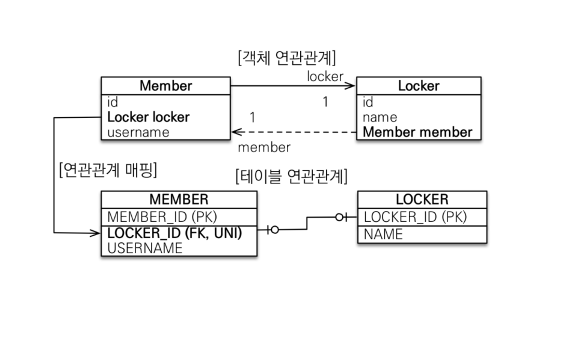 [객체 연관관계]
locker
Member
Locker
id
Locker locker
username
1
1
id
name
Member member
member
[연관관계 매핑]
[테이블 연관관계]
MEMBER
MEMBER_ID (PK)
LOCKER_ID (FK, UNI)
USERNAME
LOCKER
LOCKER_ID (PK)
NAME